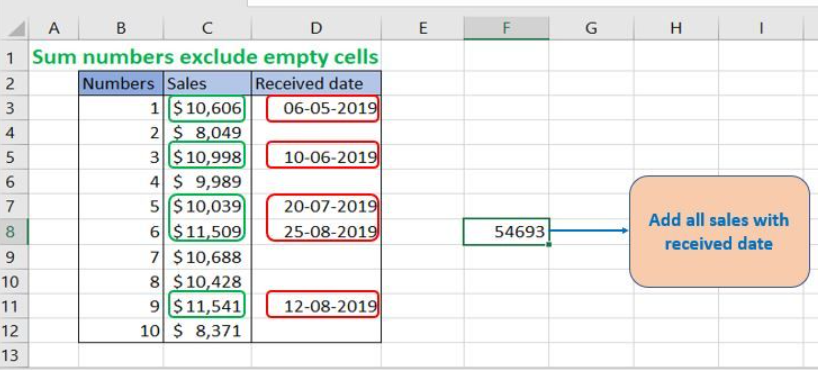 A B C D E F G H I
1 Sum numbers exclude empty cells
2 Numbers Sales Received date
3 1 $10,606 06-05-2019
4 2 $ 8,049
5 3 $10,998 10-06-2019
6 4 $ 9,989
7 5 $10,039 20-07-2019
8 6 $11,509 25-08-2019 54693
Add all sales with
received date
9 7 $10,688
10 8 $10,428
11 9 $11,541 12-08-2019
12 10 $ 8,371
13